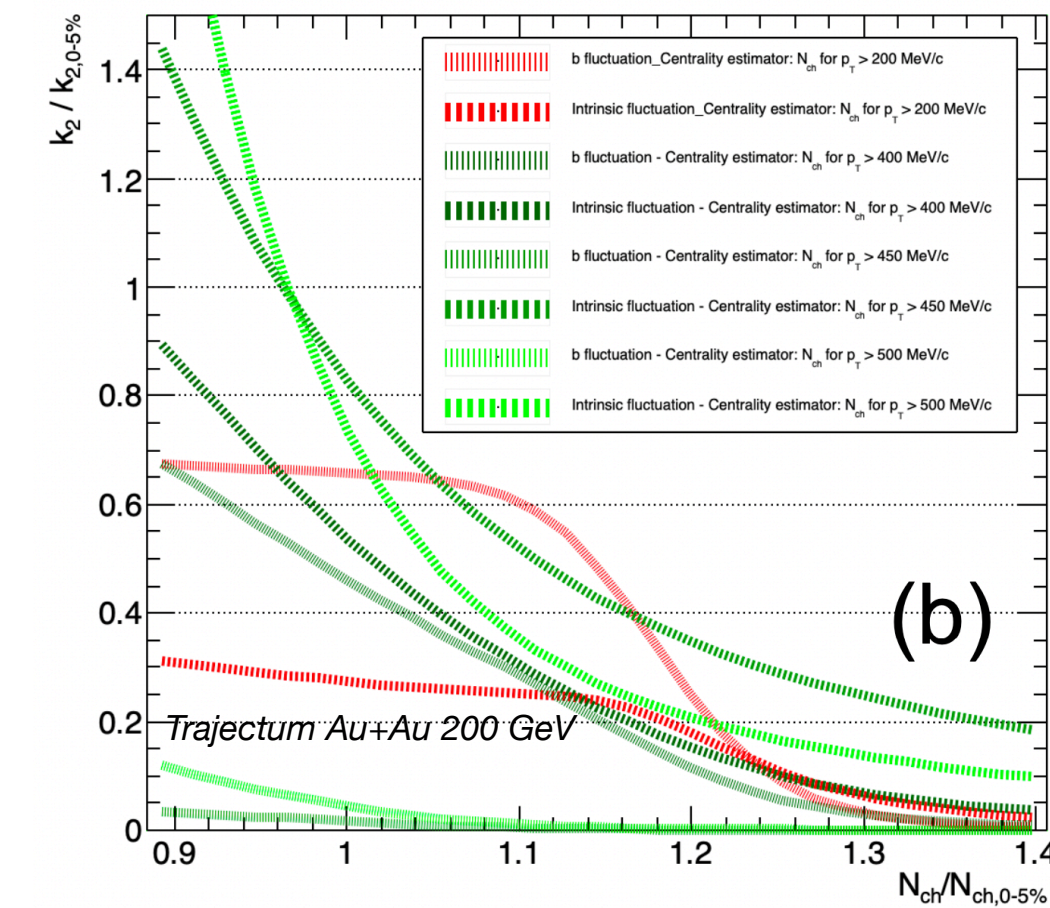 k2 / k2,0-5%
1.4
1.2
1
0.8
0.6
0.4
0.2
0
b fluctuation_Centrality estimator: Nch for pT > 200 MeV/c
Intrinsic fluctuation_Centrality estimator: Nch for pT > 200 MeV/c
b fluctuation - Centrality estimator: Nch for pT > 400 MeV/c
Intrinsic fluctuation - Centrality estimator: Nch for pT > 400 MeV/c
b fluctuation - Centrality estimator: Nch for pT > 450 MeV/c
Intrinsic fluctuation - Centrality estimator: Nch for pT > 450 MeV/c
b fluctuation - Centrality estimator: Nch for pT > 500 MeV/c
Intrinsic fluctuation - Centrality estimator: Nch for pT > 500 MeV/c
(b)
Trajectum Au+Au 200 GeV
0.9 1 1.1 1.2 1.3 1.4
Nch/Nch,0-5%